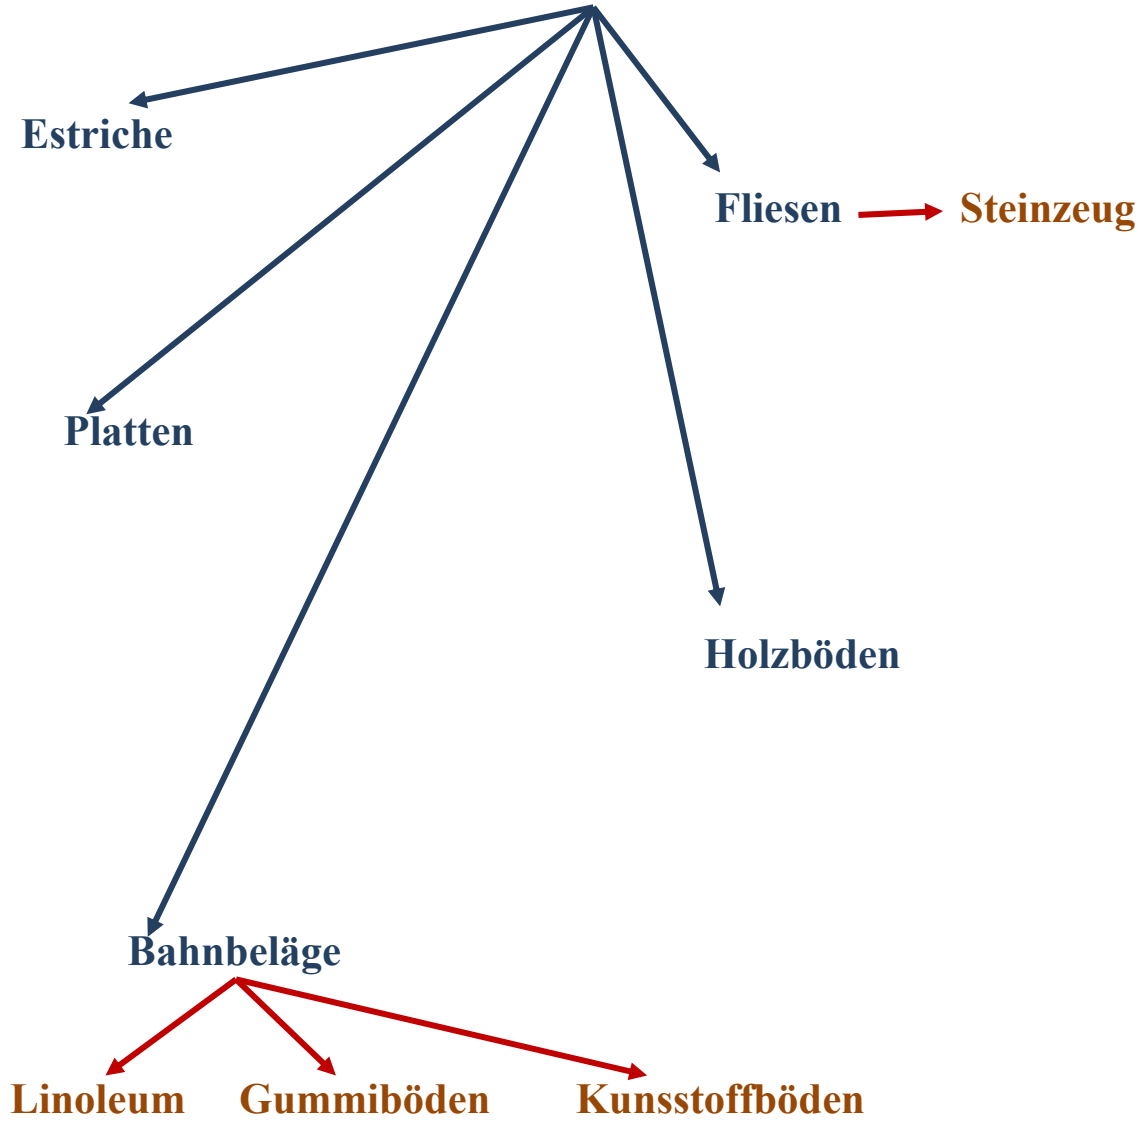 Estriche
Fliesen
Steinzeug
Platten
Holzböden
Bahnbeläge
Linoleum
Gummiböden
Kunsstoffböden